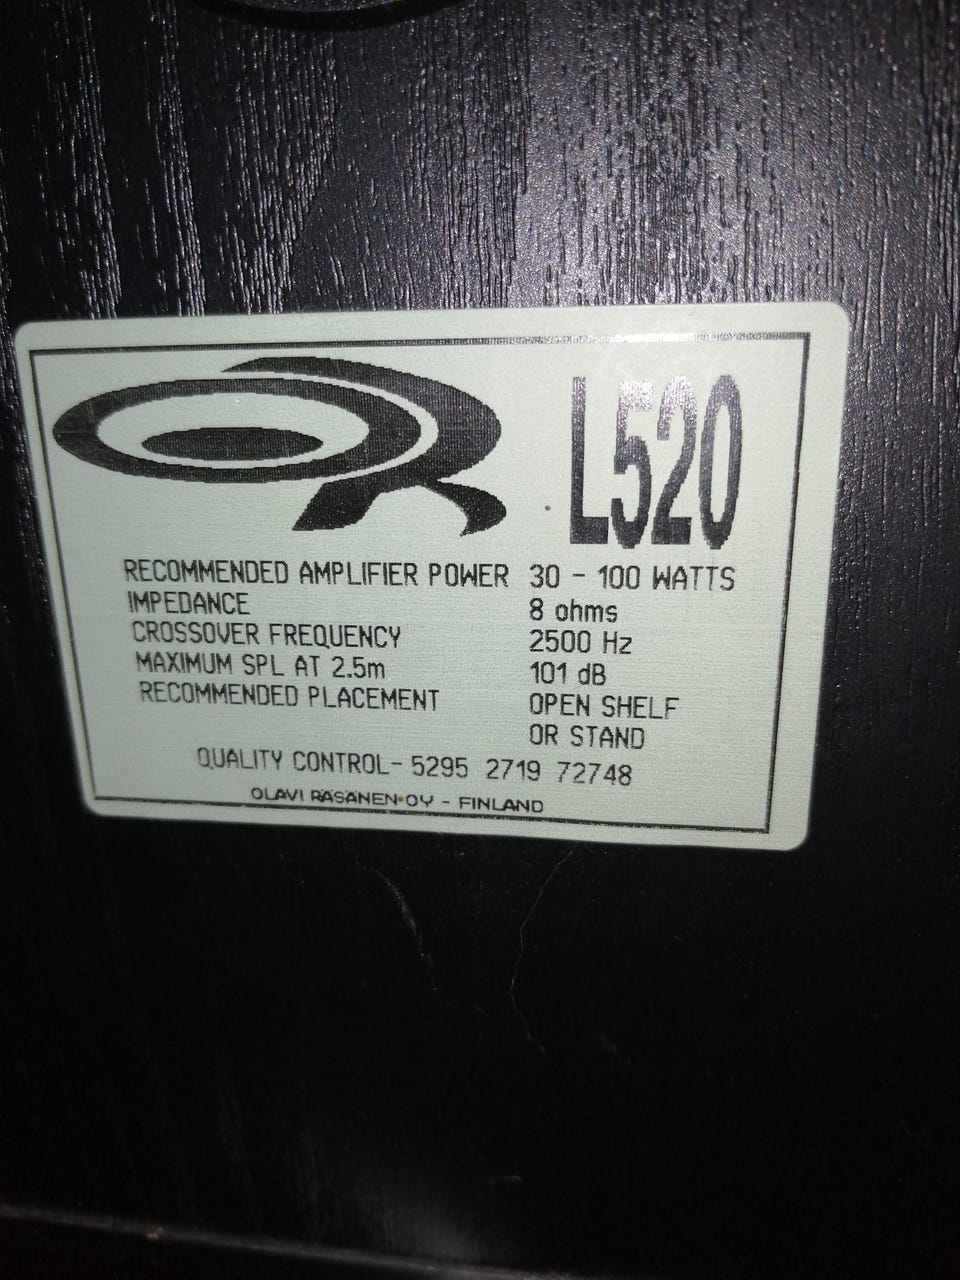 OR L520
RECOMMENDED AMPLIFIER POWER 30 - 100 WATTS
IMPEDANCE 8 ohms
CROSSOVER FREQUENCY 2500 Hz
MAXIMUM SPL AT 2.5m 101 dB
RECOMMENDED PLACEMENT OPEN SHELF
OR STAND
QUALITY CONTROL- 5295 2719 72748
OLAVI RÄSÄNEN OY - FINLAND